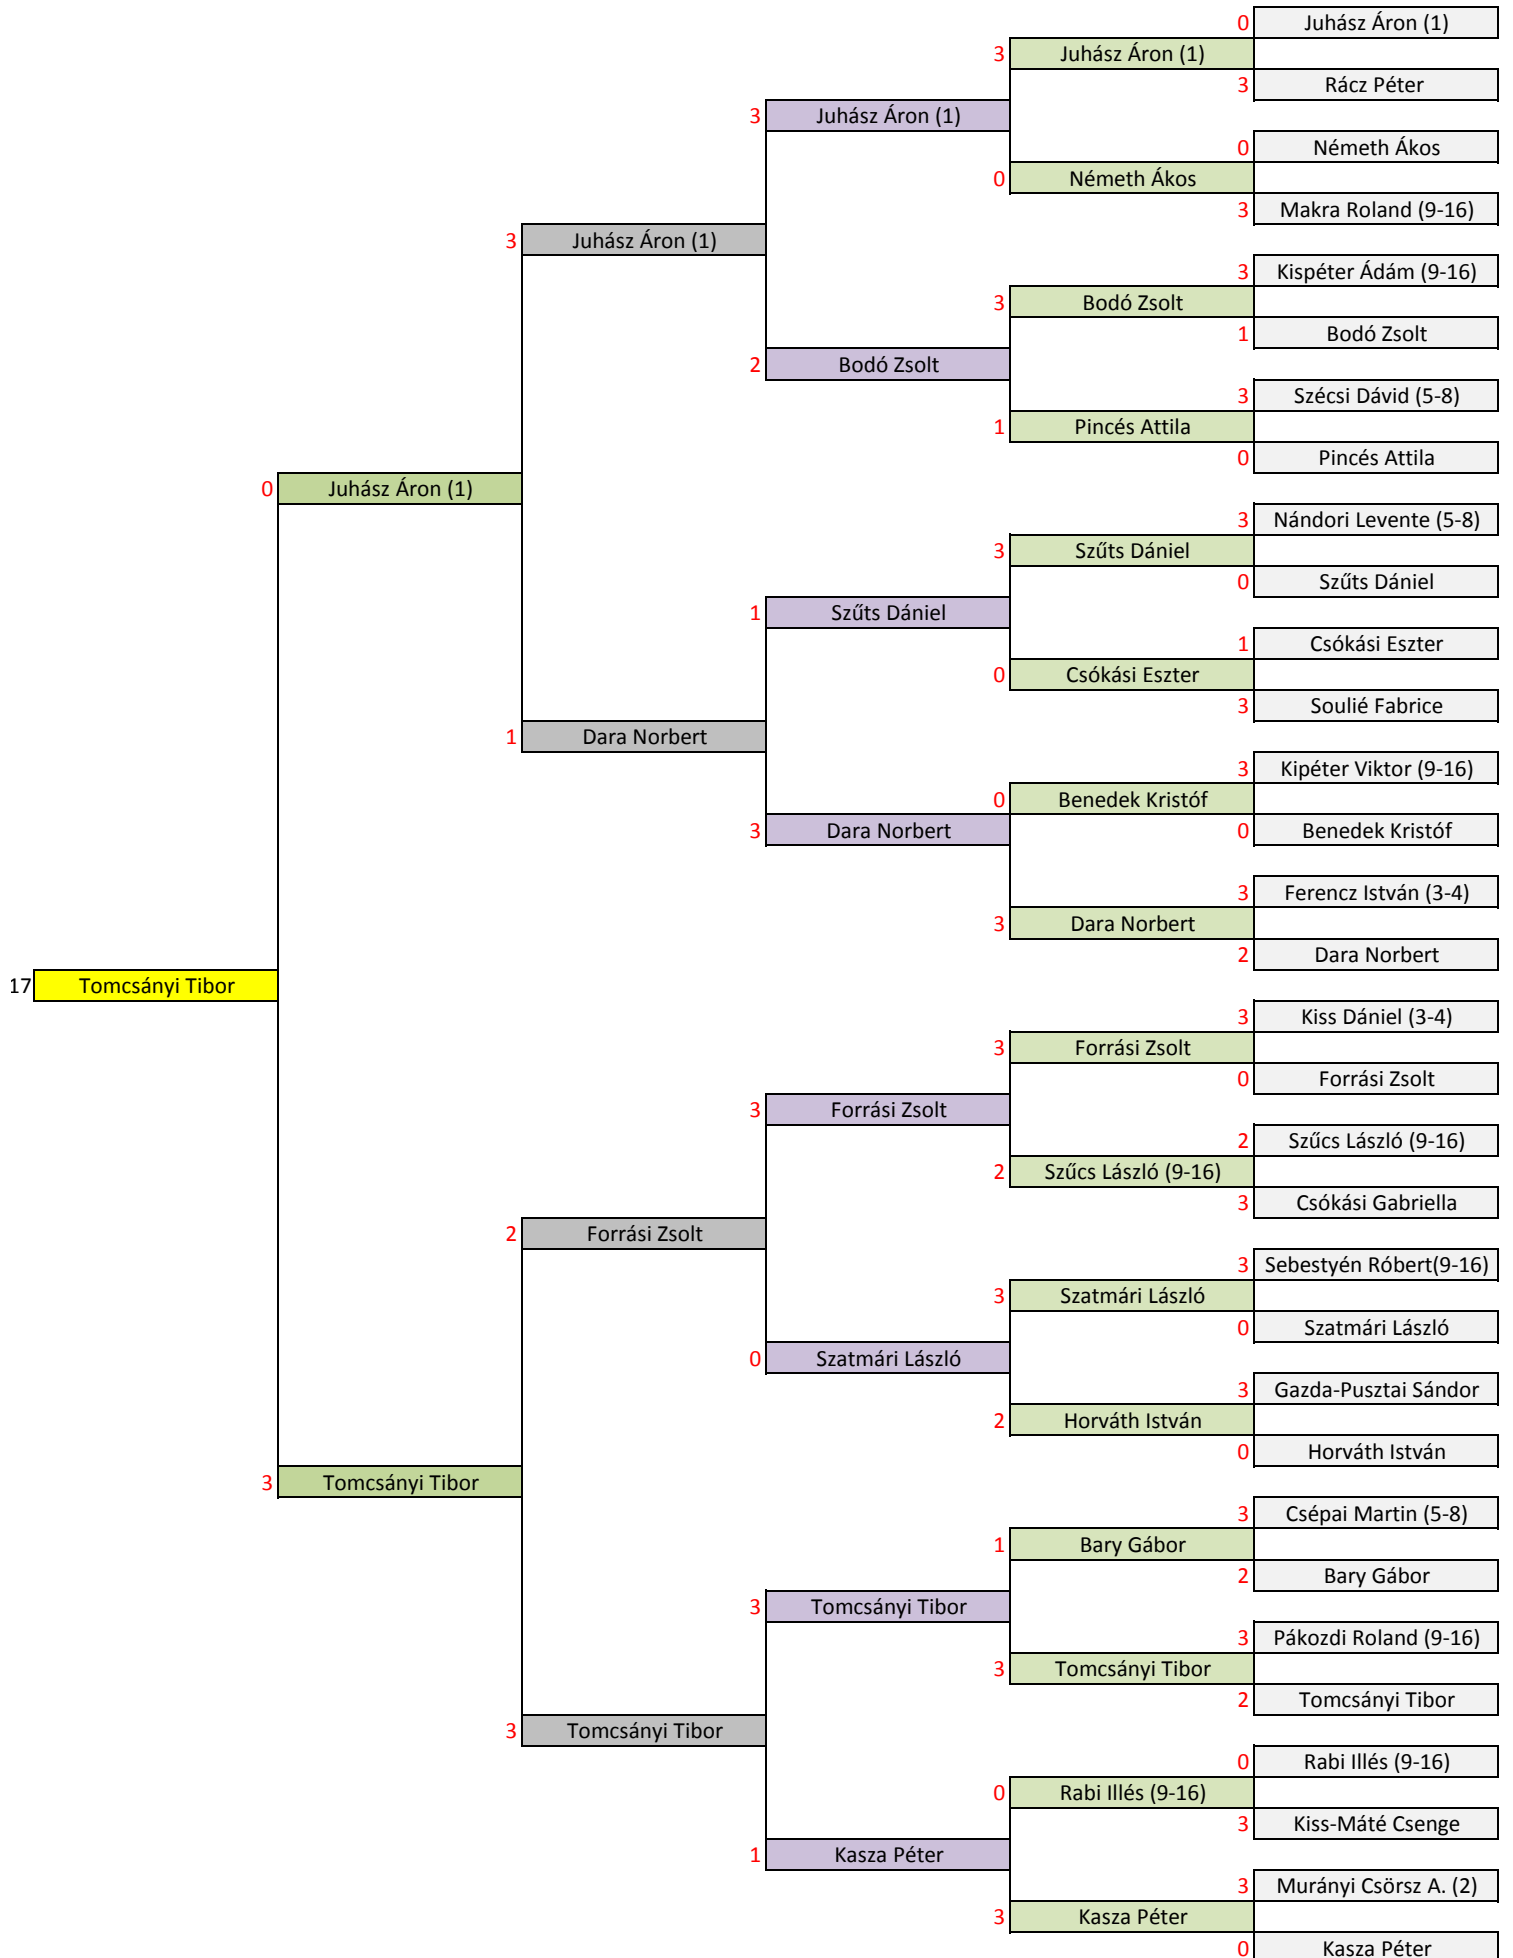 0 Juhász Áron (1)
3 Juhász Áron (1)
3 Rácz Péter
3 Juhász Áron (1)
0 Németh Ákos
0 Németh Ákos
3 Makra Roland (9-16)
3 Juhász Áron (1)
3 Kispéter Ádám (9-16)
3 Bodó Zsolt
1 Bodó Zsolt
2 Bodó Zsolt
3 Szécsi Dávid (5-8)
1 Pincés Attila
0 Pincés Attila
0 Juhász Áron (1)
3 Nándori Levente (5-8)
3 Szűts Dániel
0 Szűts Dániel
1 Szűts Dániel
1 Csókási Eszter
0 Csókási Eszter
3 Soulié Fabrice
1 Dara Norbert
3 Kipéter Viktor (9-16)
0 Benedek Kristóf
3 Dara Norbert
0 Benedek Kristóf
3 Ferencz István (3-4)
3 Dara Norbert
2 Dara Norbert
17 Tomcsányi Tibor
3 Kiss Dániel (3-4)
3 Forrási Zsolt
0 Forrási Zsolt
3 Forrási Zsolt
2 Szűcs László (9-16)
2 Szűcs László (9-16)
3 Csókási Gabriella
2 Forrási Zsolt
3 Sebestyén Róbert(9-16)
3 Szatmári László
0 Szatmári László
0 Szatmári László
3 Gazda-Pusztai Sándor
2 Horváth István
0 Horváth István
3 Tomcsányi Tibor
3 Csépai Martin (5-8)
1 Bary Gábor
2 Bary Gábor
3 Tomcsányi Tibor
3 Pákozdi Roland (9-16)
3 Tomcsányi Tibor
2 Tomcsányi Tibor
3 Tomcsányi Tibor
0 Rabi Illés (9-16)
0 Rabi Illés (9-16)
3 Kiss-Máté Csenge
1 Kasza Péter
3 Murányi Csörsz A. (2)
3 Kasza Péter
0 Kasza Péter